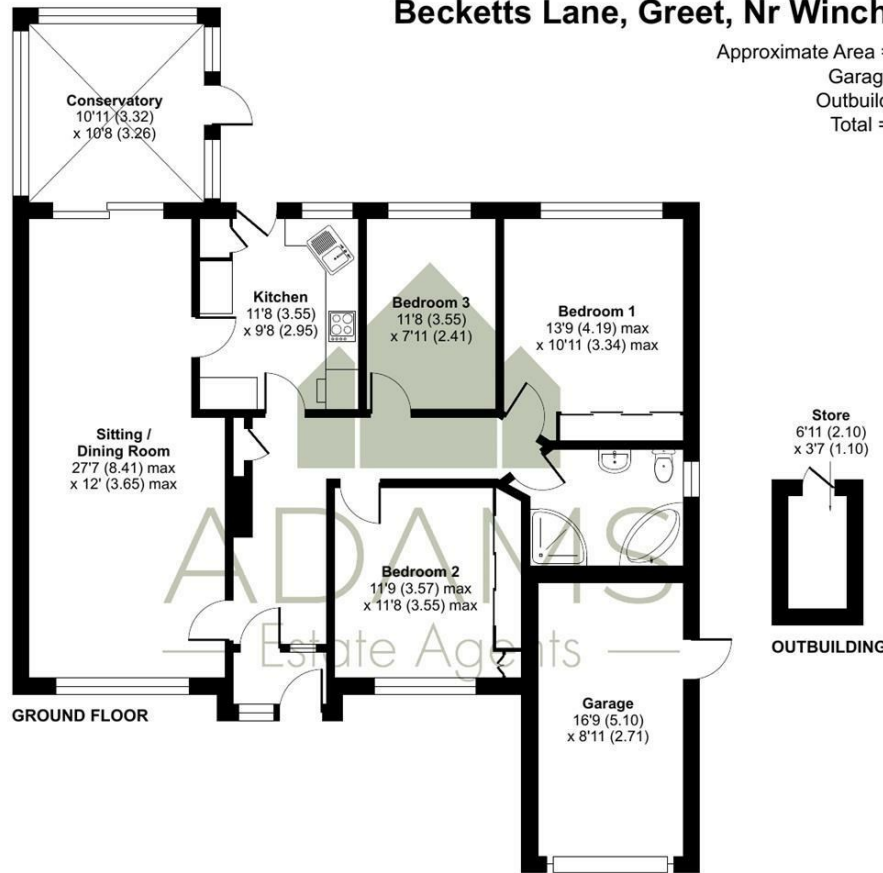 Becketts Lane, Greet, Nr
Approximate Area
Conservatory
10'11 (3.32)
x 10'8 (3.26)
Total =
Kitchen
11'8 (3.55)
x 9'8 (2.95)
Bedroom 3
11'8 (3.55)
x 7'11 (2.41)
Bedroom 1
13'9 (4.19) max
x 10'11 (3.34) max
Sitting /
Dining Room
27'7 (8.41) max
x 12' (3.65) max
Store
6'11 (2.10)
x 3'7 (1.10)
ADAMS
Estate Agents
Bedroom 2
11'9 (3.57) max
x 11'8 (3.55) max
OUTBUILDING
GROUND FLOOR
Garage
16'9 (5.10)
x 8'11 (2.71)